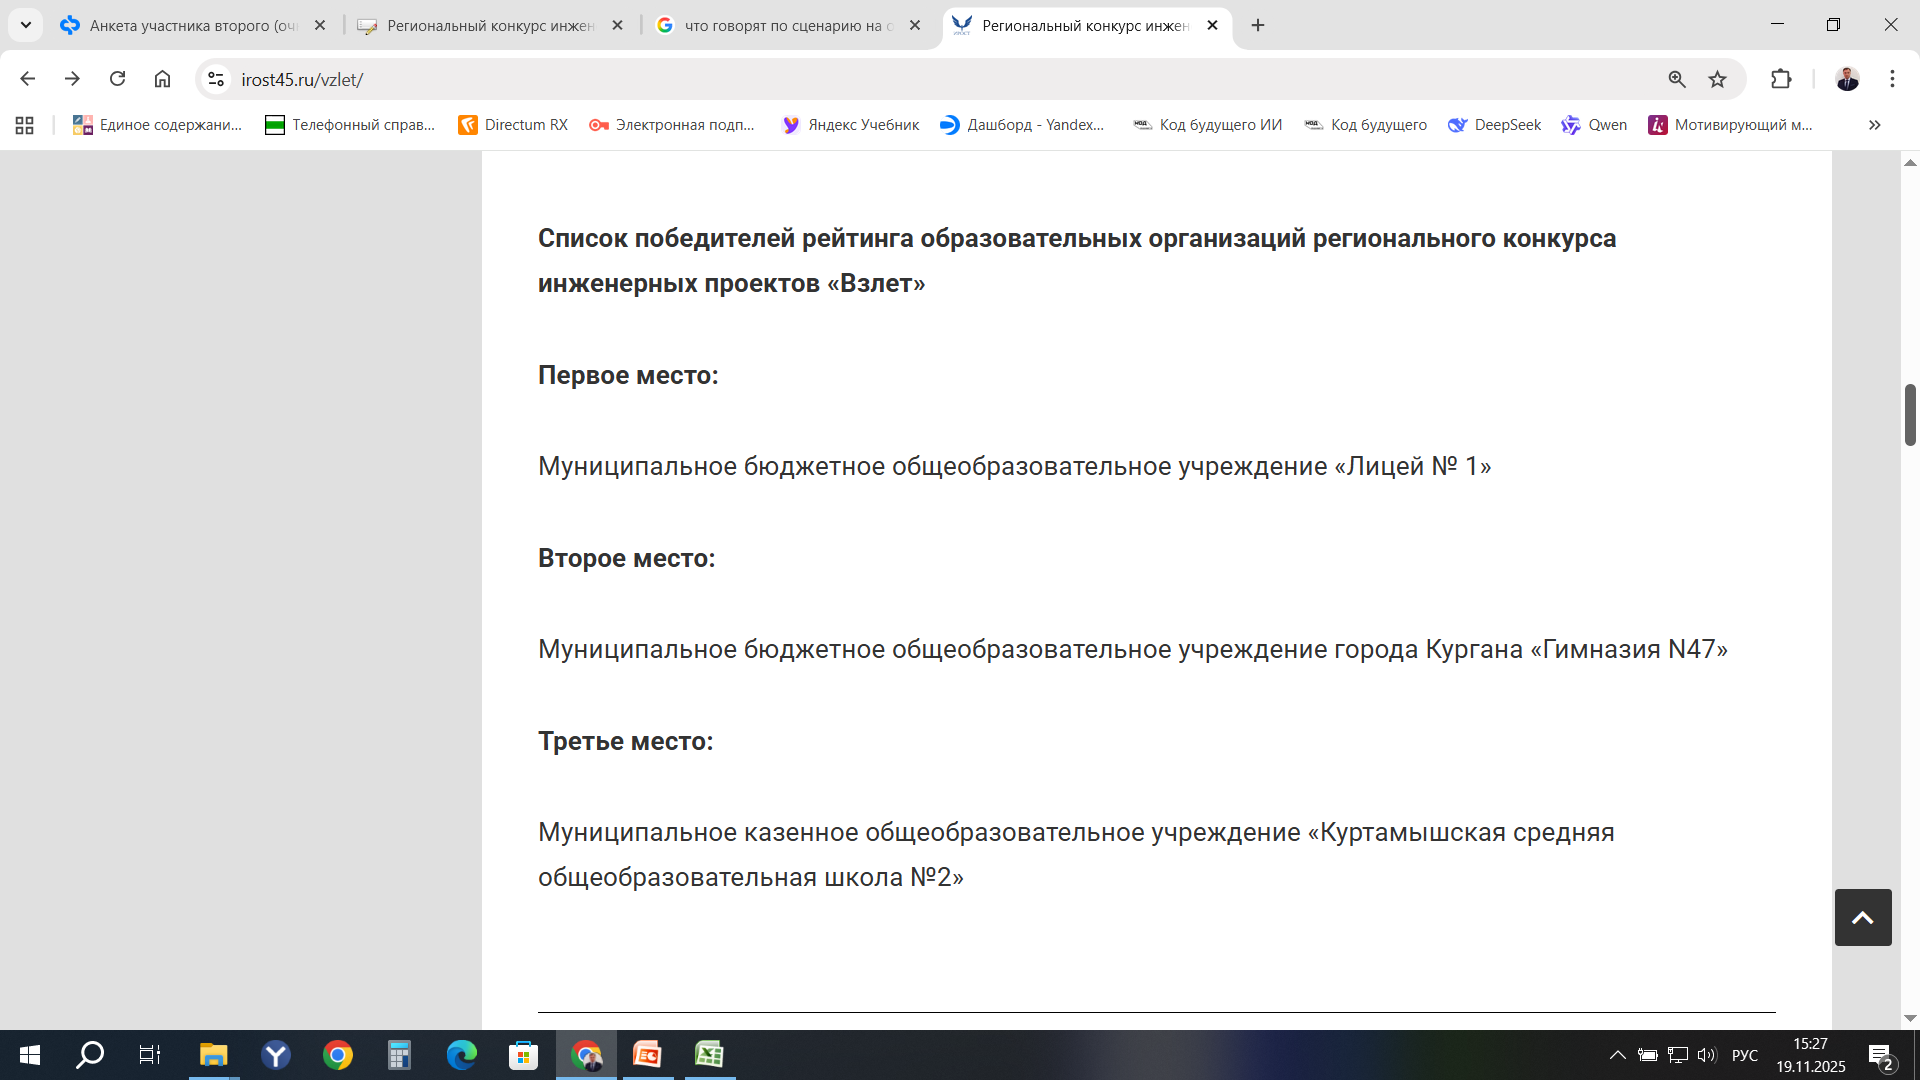 Анкета участника второго (оч
Региональный конкурс инжен
что говорят по сценарию на о
Региональный конкурс инжен
irost45.ru/vzlet/
Единое содержани...
Телефонный справ...
Directum RX
Электронная подп...
Яндекс Учебник
Дашборд - Yandex...
Код будущего ИИ
Код будущего
DeepSeek
Qwen
Мотивирующий м...
Список победителей рейтинга образовательных организаций регионального конкурса
инженерных проектов «Взлет»
Первое место:
Муниципальное бюджетное общеобразовательное учреждение «Лицей № 1»
Второе место:
Муниципальное бюджетное общеобразовательное учреждение города Кургана «Гимназия N47»
Третье место:
Муниципальное казенное общеобразовательное учреждение «Куртамышская средняя
общеобразовательная школа №2»
РУС
15:27
19.11.2025
2